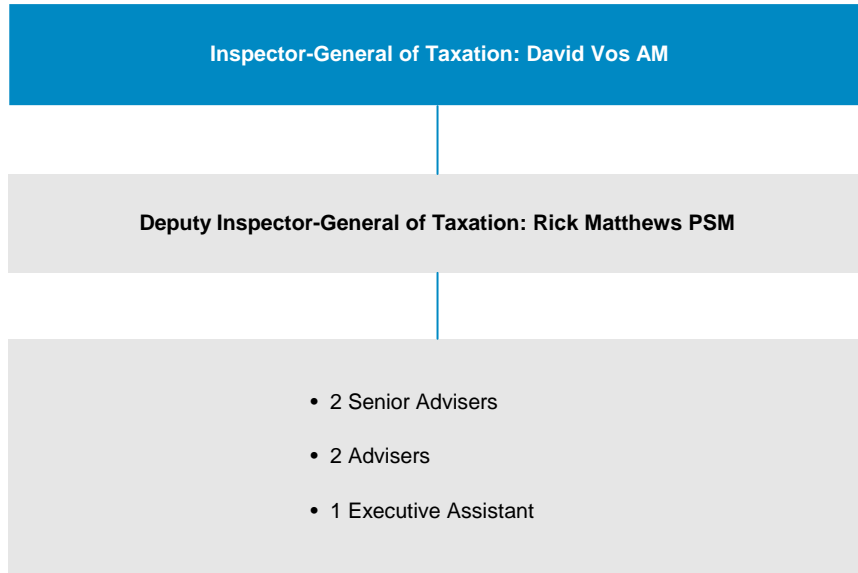 Inspector-General of Taxation: David Vos AM
Deputy Inspector-General of Taxation: Rick Matthews PSM
• 2 Senior Advisers
• 2 Advisers
• 1 Executive Assistant